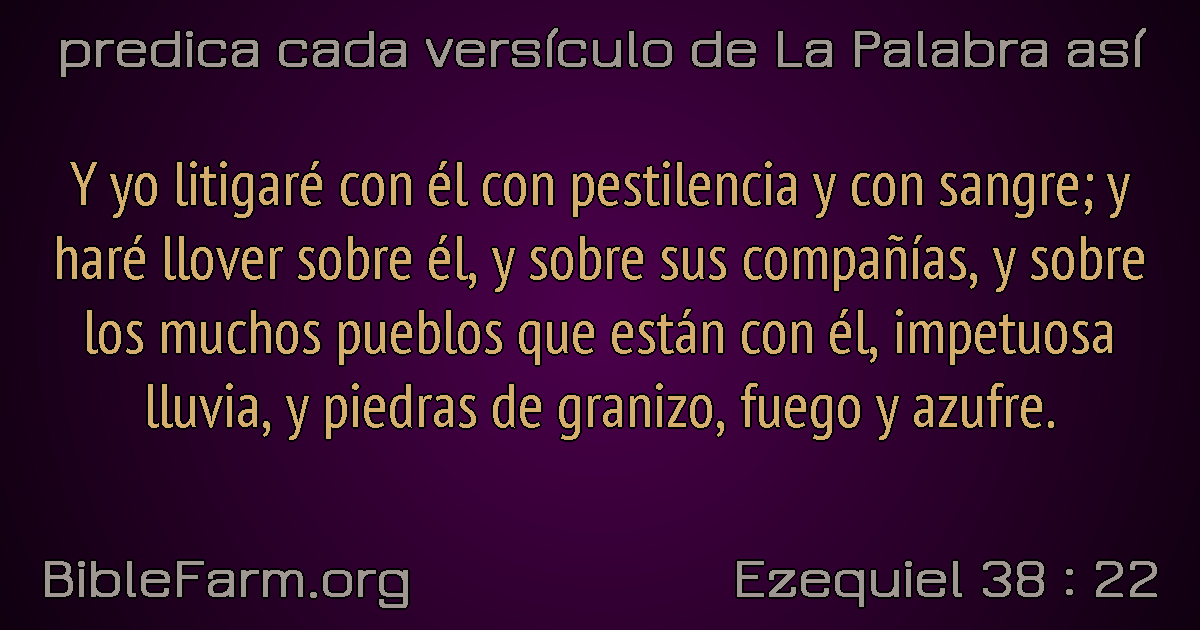 predica cada versículo de La Palabra así
Y yo litigaré con él con pestilencia y con sangre; y
haré llover sobre él, y sobre sus compañías, y sobre
los muchos pueblos que están con él, impetuosa
lluvia, y piedras de granizo, fuego y azufre.
BibleFarm.org
Ezequiel 38 : 22